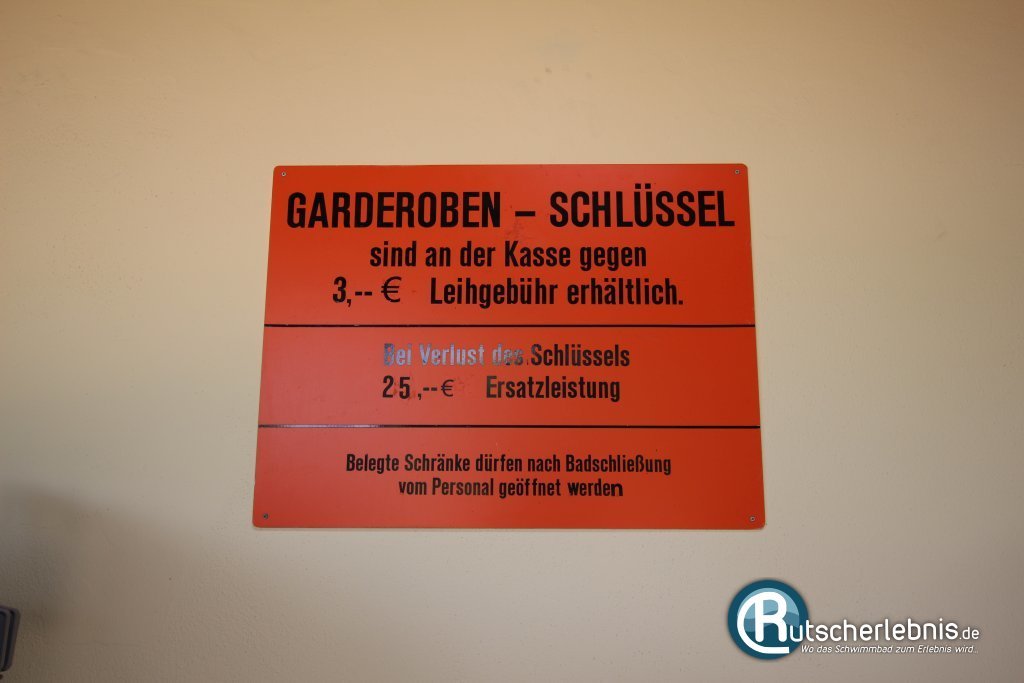 GARDEROBEN – SCHLÜSSEL
sind an der Kasse gegen
3,-- € Leihgebühr erhältlich.
Bei Verlust des Schlüssels
25,--€ Ersatzleistung
Belegte Schränke dürfen nach Badschließung
vom Personal geöffnet werden
Rutscherlebnis.de
Wo das Schwimmbad zum Erlebnis wird...